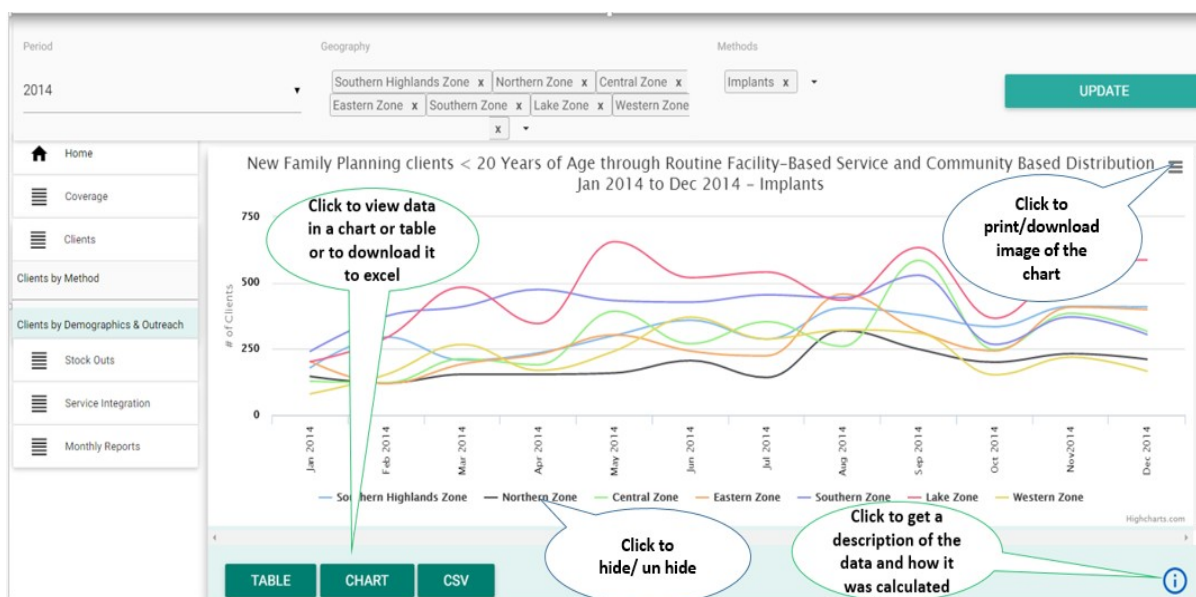 Period
Geography
Methods
2014
Southern Highlands Zone x Northern Zone x Central Zone x
Eastern Zone x Southern Zone x Lake Zone x Western Zone
x
Implants x
UPDATE
Home
Coverage
Clients
Clients by Method
Clients by Demographics & Outreach
Stock Outs
Service Integration
Monthly Reports
New Family Planning clients < 20 Years of Age through Routine Facility-Based Service and Community Based Distribution
Jan 2014 to Dec 2014 - Implants
Click to view data
in a chart or table
or to download it
to excel
Click to
print/download
image of the
chart
# of Clients
750
500
250
0
Jan 2014
Feb 2014
Mar 2014
Apr 2014
May 2014
Jun 2014
Jul 2014
Aug 2014
Sep 2014
Oct 2014
Nov2014
Dec 2014
Southern Highlands Zone
Northern Zone
Central Zone
Eastern Zone
Southern Zone
Lake Zone
Western Zone
Highcharts.com
Click to
hide/ un hide
Click to get a
description of the
data and how it
was calculated
TABLE
CHART
CSV